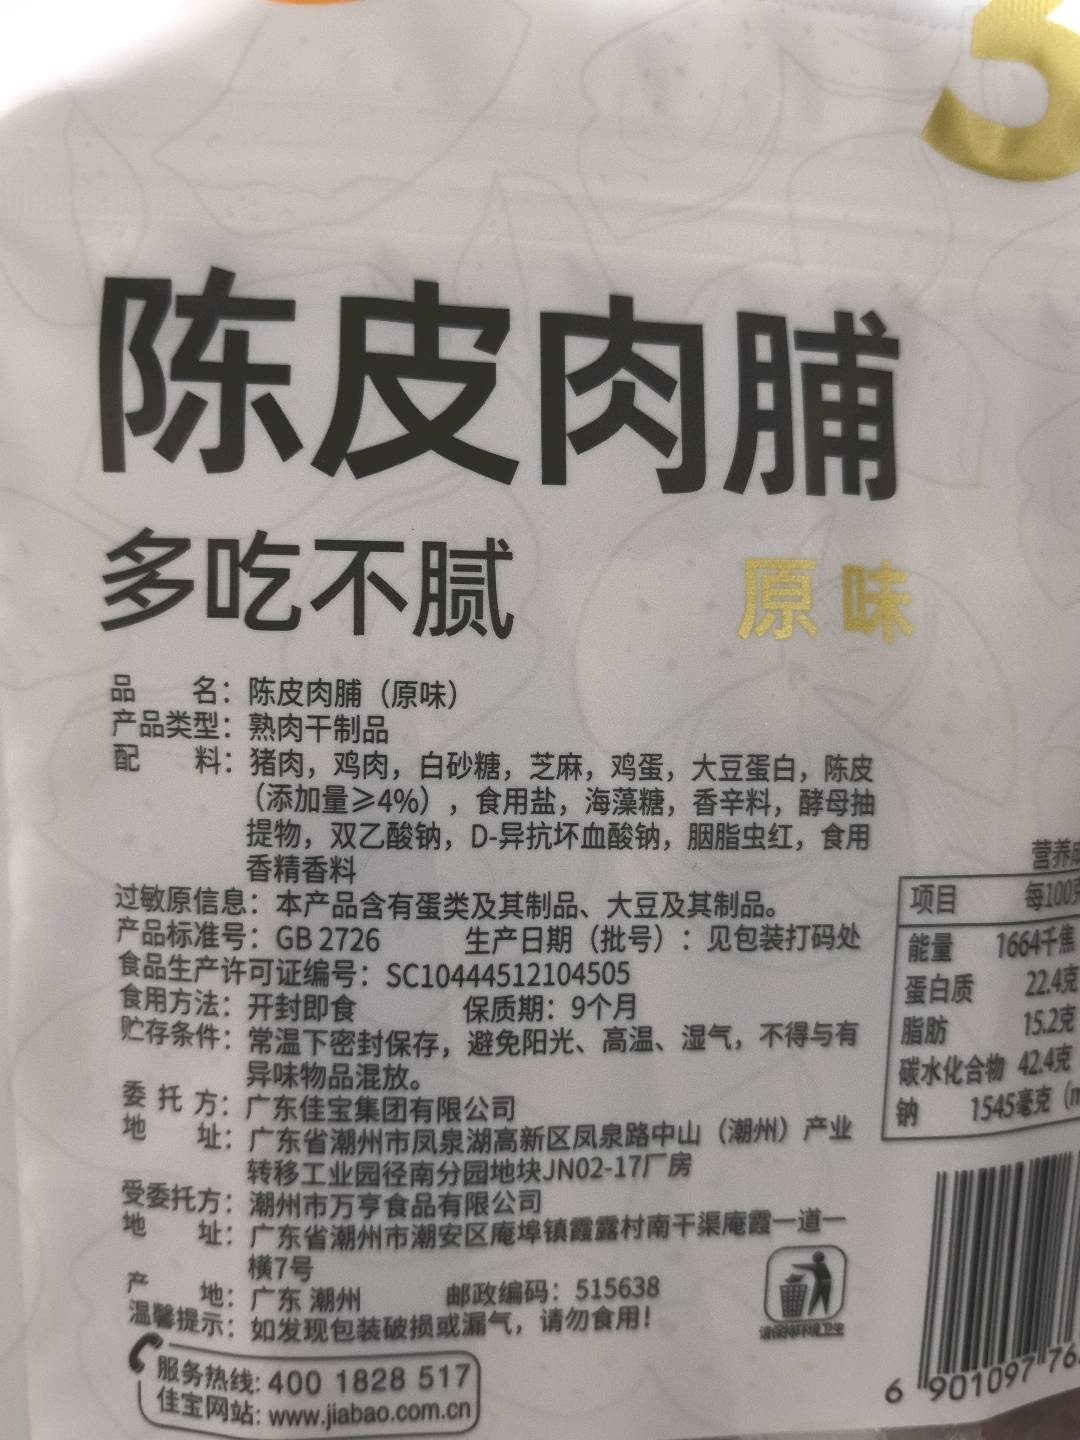 陈皮肉脯
多吃不腻
原味
品 名：陈皮肉脯（原味）
产品类型：熟肉干制品
配 料：猪肉，鸡肉，白砂糖，芝麻，鸡蛋，大豆蛋白，陈皮
（添加量≥4%），食用盐，海藻糖，香辛料，酵母抽
提物，双乙酸钠，D-异抗坏血酸钠，胭脂虫红，食用
香精香料
过敏原信息：本产品含有蛋类及其制品、大豆及其制品。
产品标准号：GB 2726 生产日期（批号）：见包装打码处
食品生产许可证编号：SC10444512104505
食用方法：开封即食 保质期：9个月
贮存条件：常温下密封保存，避免阳光、高温、湿气，不得与有
异味物品混放。
委 托 方：广东佳宝集团有限公司
地 址：广东省潮州市凤泉湖高新区凤泉路中山（潮州）产业
转移工业园径南分园地块JN02-17厂房
受委托方：潮州市万亨食品有限公司
地 址：广东省潮州市潮安区庵埠镇霞露村南干渠庵霞一道一
横7号
产 地：广东 潮州 邮政编码：515638
温馨提示：如发现包装破损或漏气，请勿食用！
服务热线: 400 1828 517
佳宝网站: www.jiabao.com.cn
营养
项目 每100
能量 1664千焦
蛋白质 22.4克
脂肪 15.2克
碳水化合物 42.4克
钠 1545毫克（m
请保持环境卫生
6 901097 76